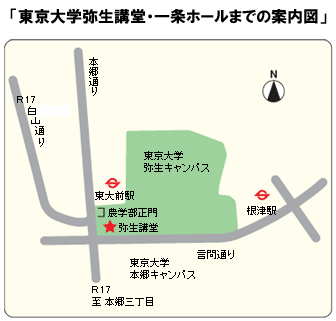 「東京大学弥生講堂・一条ホールまでの案内図」
本郷通り
N
R17
白山通り
東京大学
弥生キャンパス
東大前駅
根津駅
農学部正門
弥生講堂
言問通り
東京大学
本郷キャンパス
R17
至 本郷三丁目